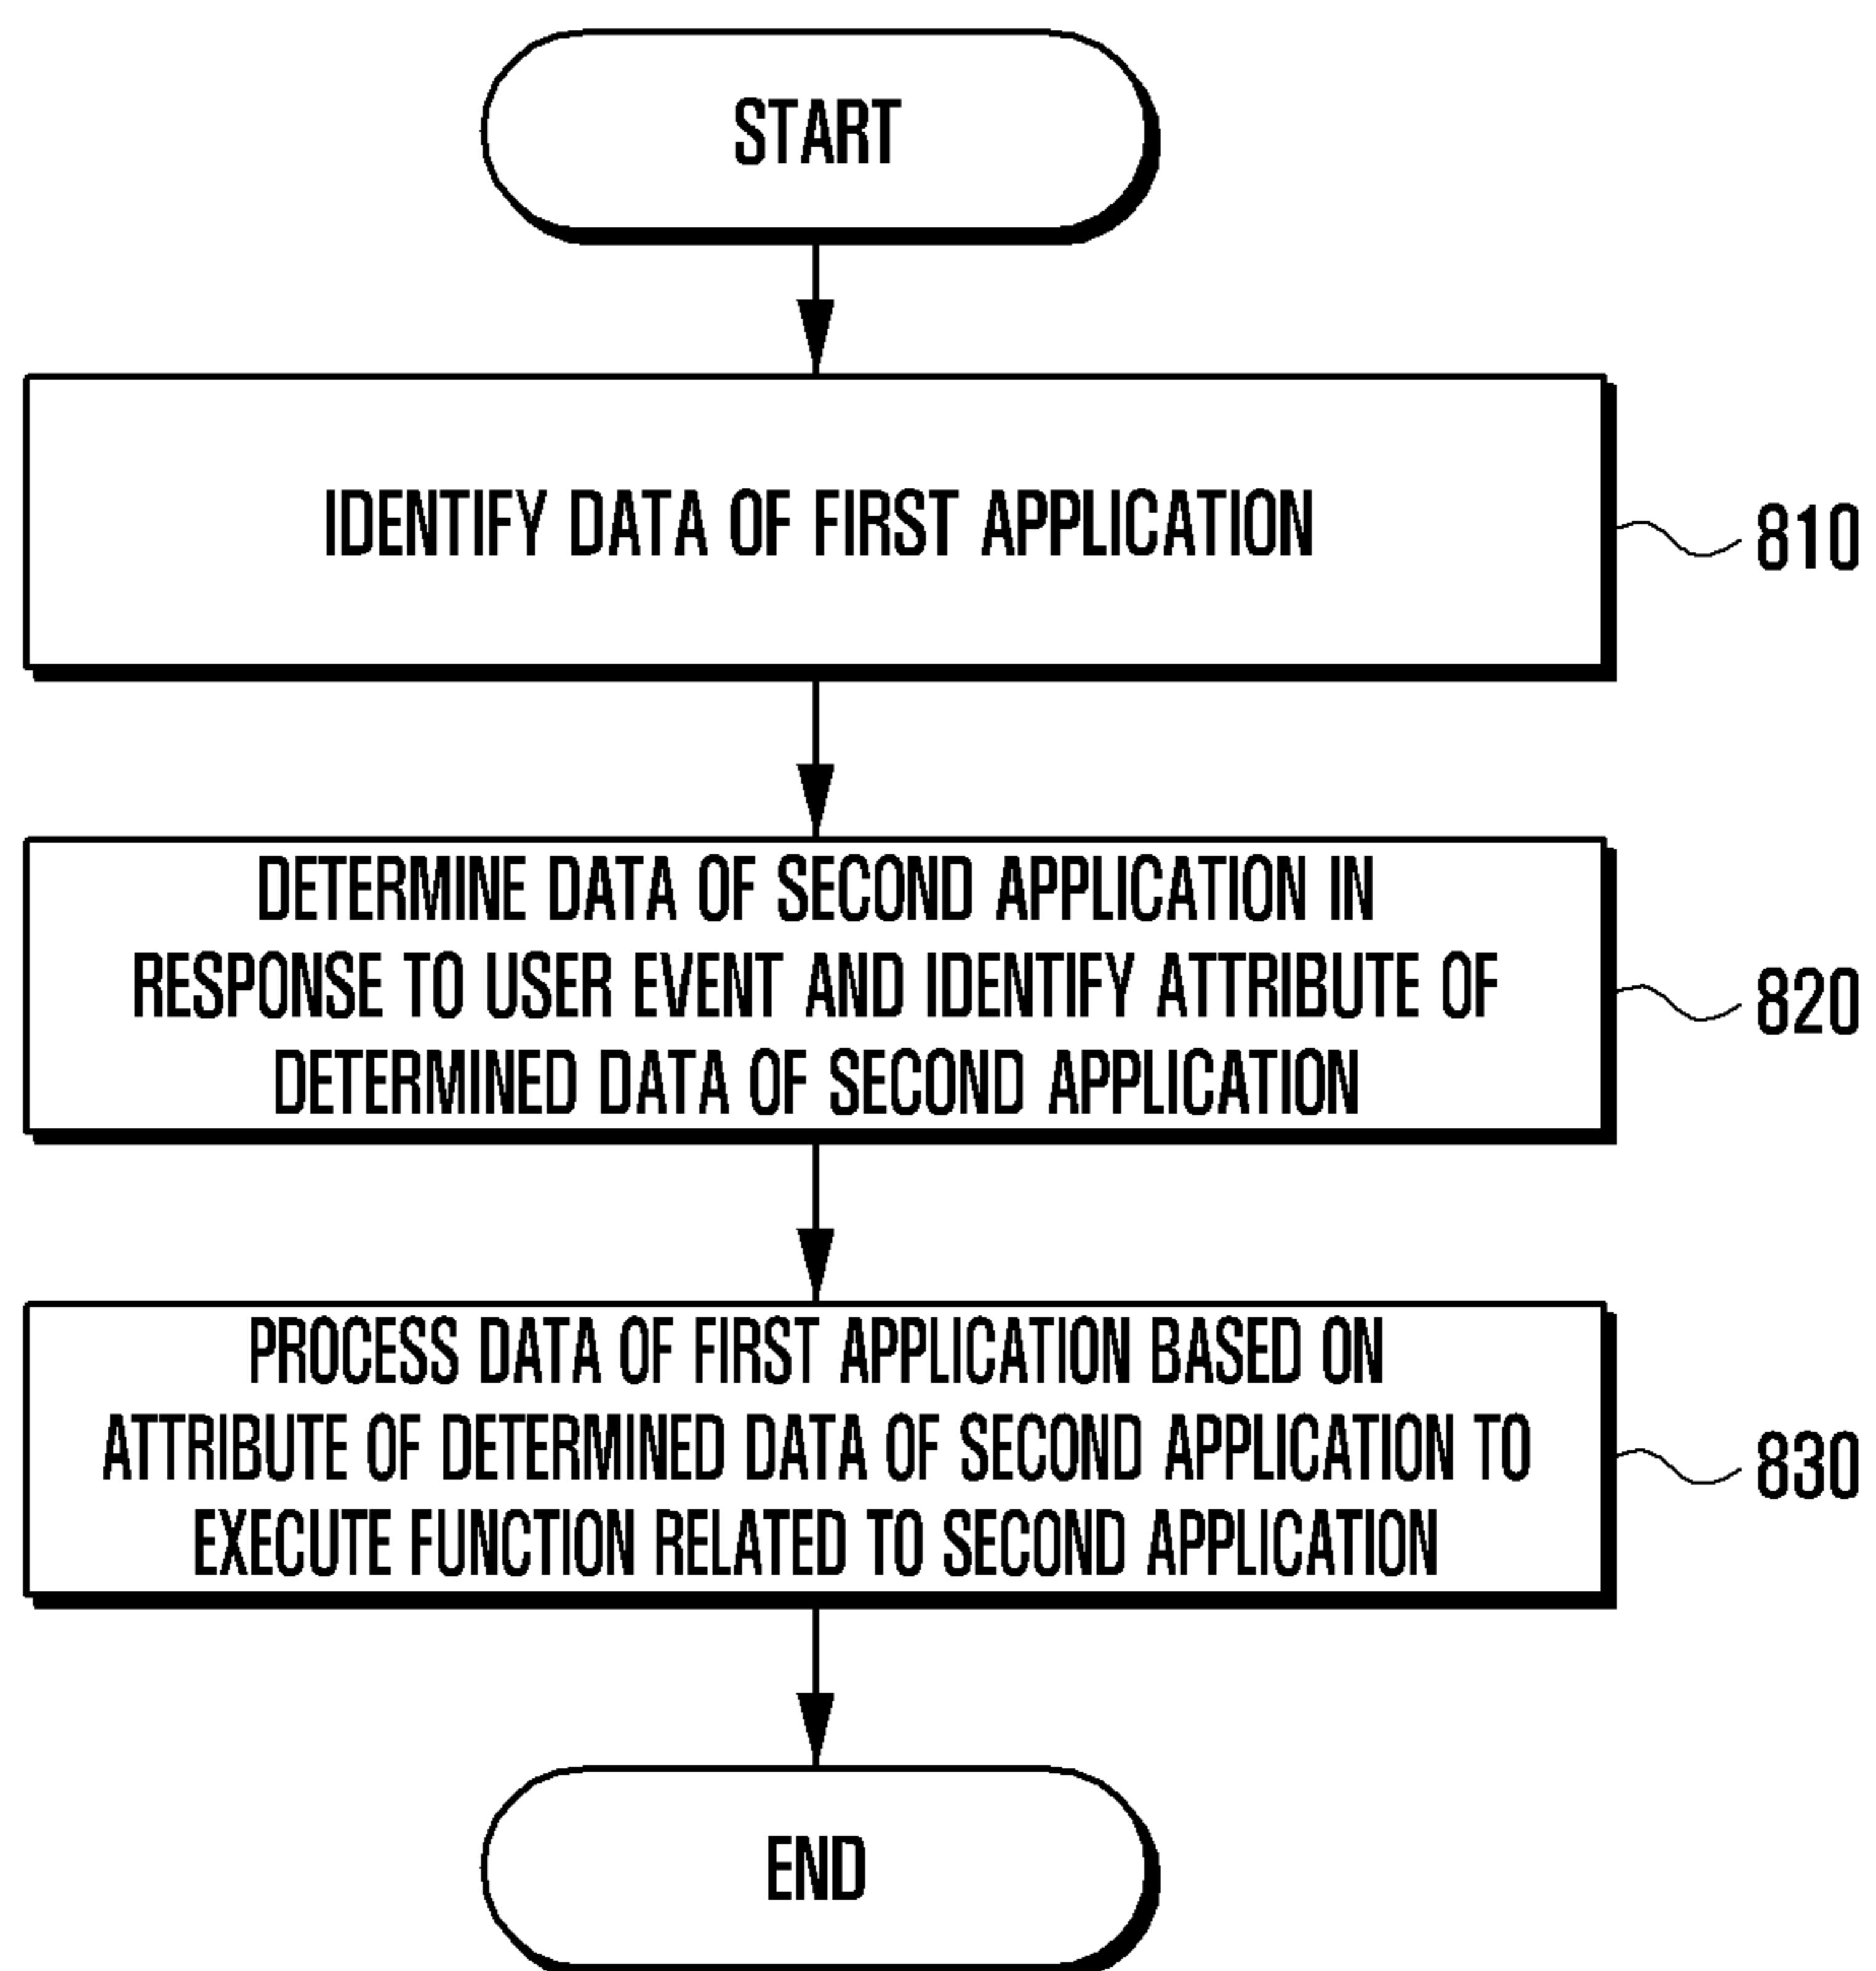 START
IDENTIFY DATA OF FIRST APPLICATION
810
DETERMINE DATA OF SECOND APPLICATION IN
RESPONSE TO USER EVENT AND IDENTIFY ATTRIBUTE OF
DETERMINED DATA OF SECOND APPLICATION
820
PROCESS DATA OF FIRST APPLICATION BASED ON
ATTRIBUTE OF DETERMINED DATA OF SECOND APPLICATION TO
EXECUTE FUNCTION RELATED TO SECOND APPLICATION
830
END